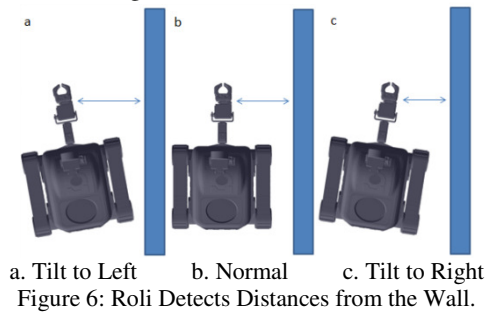 a b c
a. Tilt to Left b. Normal c. Tilt to Right
Figure 6: Roli Detects Distances from the Wall.